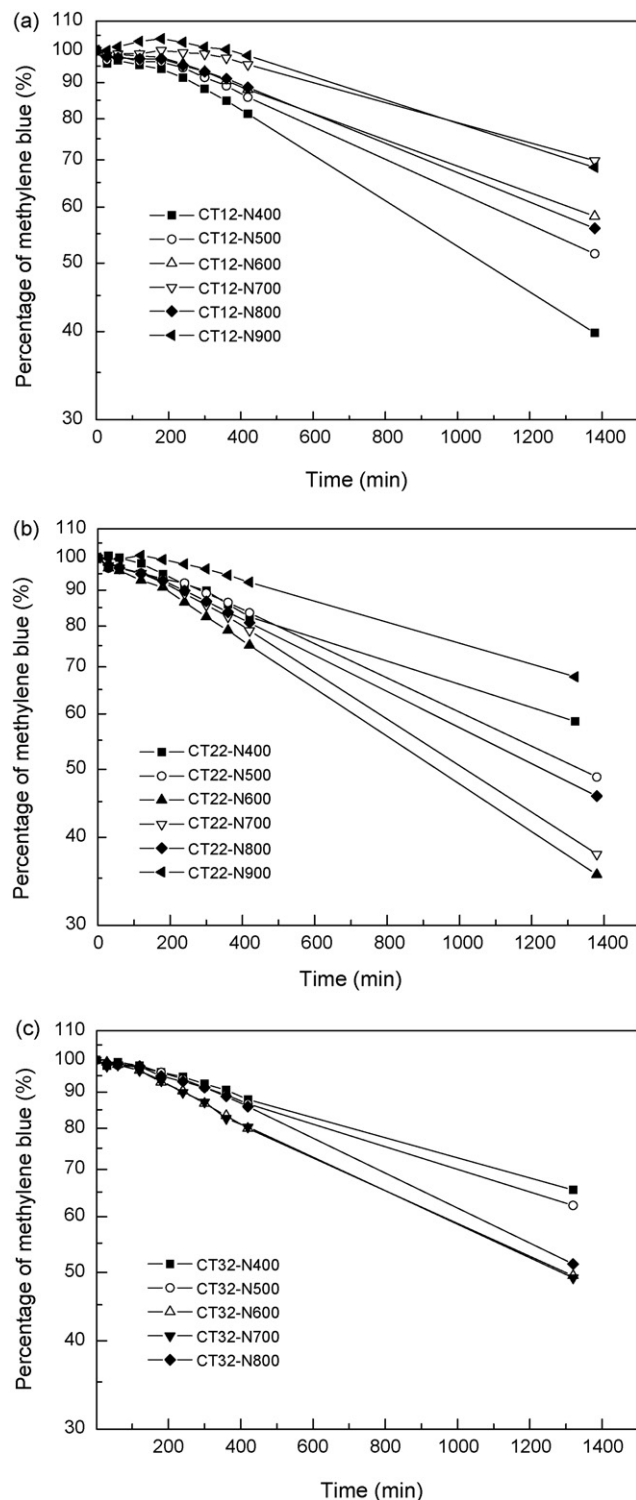 (a)
Percentage of methylene blue (%)
110
100
90
80
70
60
50
40
30
CT12-N400
CT12-N500
CT12-N600
CT12-N700
CT12-N800
CT12-N900
0 200 400 600 800 1000 1200 1400
Time (min)
(b)
Percentage of methylene blue (%)
110
100
90
80
70
60
50
40
30
CT22-N400
CT22-N500
CT22-N600
CT22-N700
CT22-N800
CT22-N900
0 200 400 600 800 1000 1200 1400
Time (min)
(c)
Percentage of methylene blue (%)
110
100
90
80
70
60
50
40
30
CT32-N400
CT32-N500
CT32-N600
CT32-N700
CT32-N800
0 200 400 600 800 1000 1200 1400
Time (min)